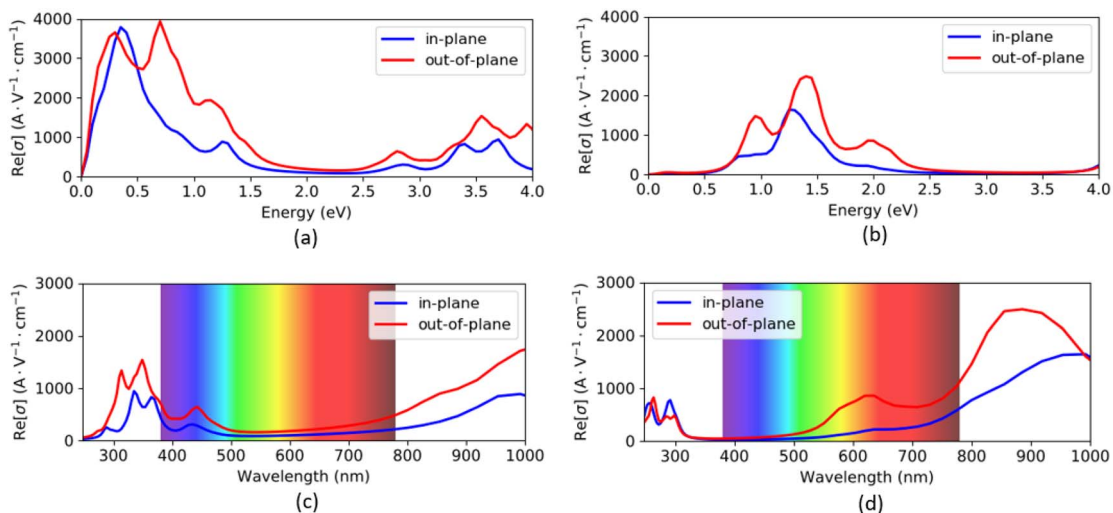 4000
3000
2000
1000
0
Re[σ] (A · V⁻¹ · cm⁻¹)
in-plane
out-of-plane
0.0 0.5 1.0 1.5 2.0 2.5 3.0 3.5 4.0
Energy (eV)
(a)
4000
3000
2000
1000
0
Re[σ] (A · V⁻¹ · cm⁻¹)
in-plane
out-of-plane
0.0 0.5 1.0 1.5 2.0 2.5 3.0 3.5 4.0
Energy (eV)
(b)
3000
2000
1000
0
Re[σ] (A · V⁻¹ · cm⁻¹)
in-plane
out-of-plane
300 400 500 600 700 800 900 1000
Wavelength (nm)
(c)
3000
2000
1000
0
Re[σ] (A · V⁻¹ · cm⁻¹)
in-plane
out-of-plane
300 400 500 600 700 800 900 1000
Wavelength (nm)
(d)